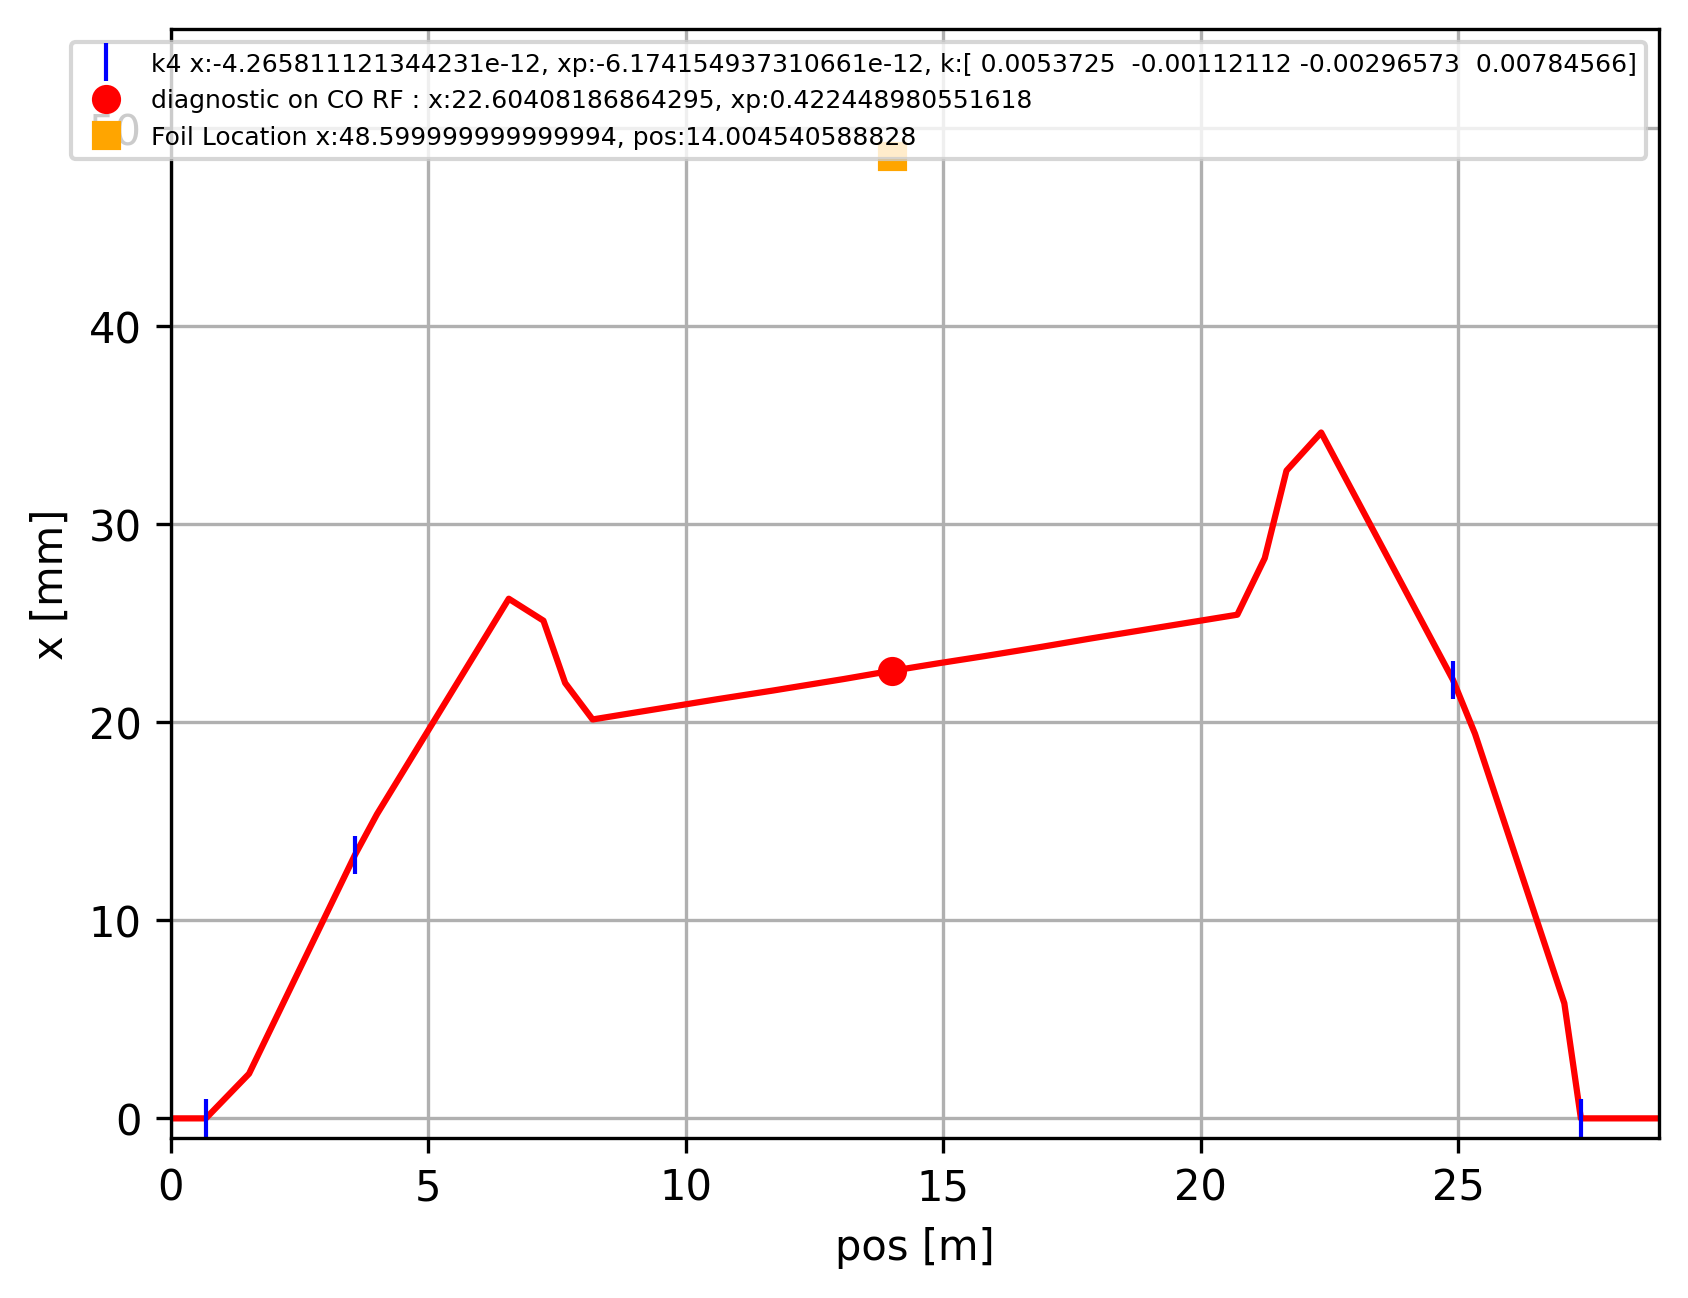 k4 x:-4.265811121344231e-12, xp:-6.174154937310661e-12, k:[ 0.0053725 -0.00112112 -0.00296573 0.00784566]
diagnostic on CO RF : x:22.60408186864295, xp:0.422448980551618
Foil Location x:48.599999999999994, pos:14.004540588828
50
40
30
20
10
0
x [mm]
0 5 10 15 20 25
pos [m]